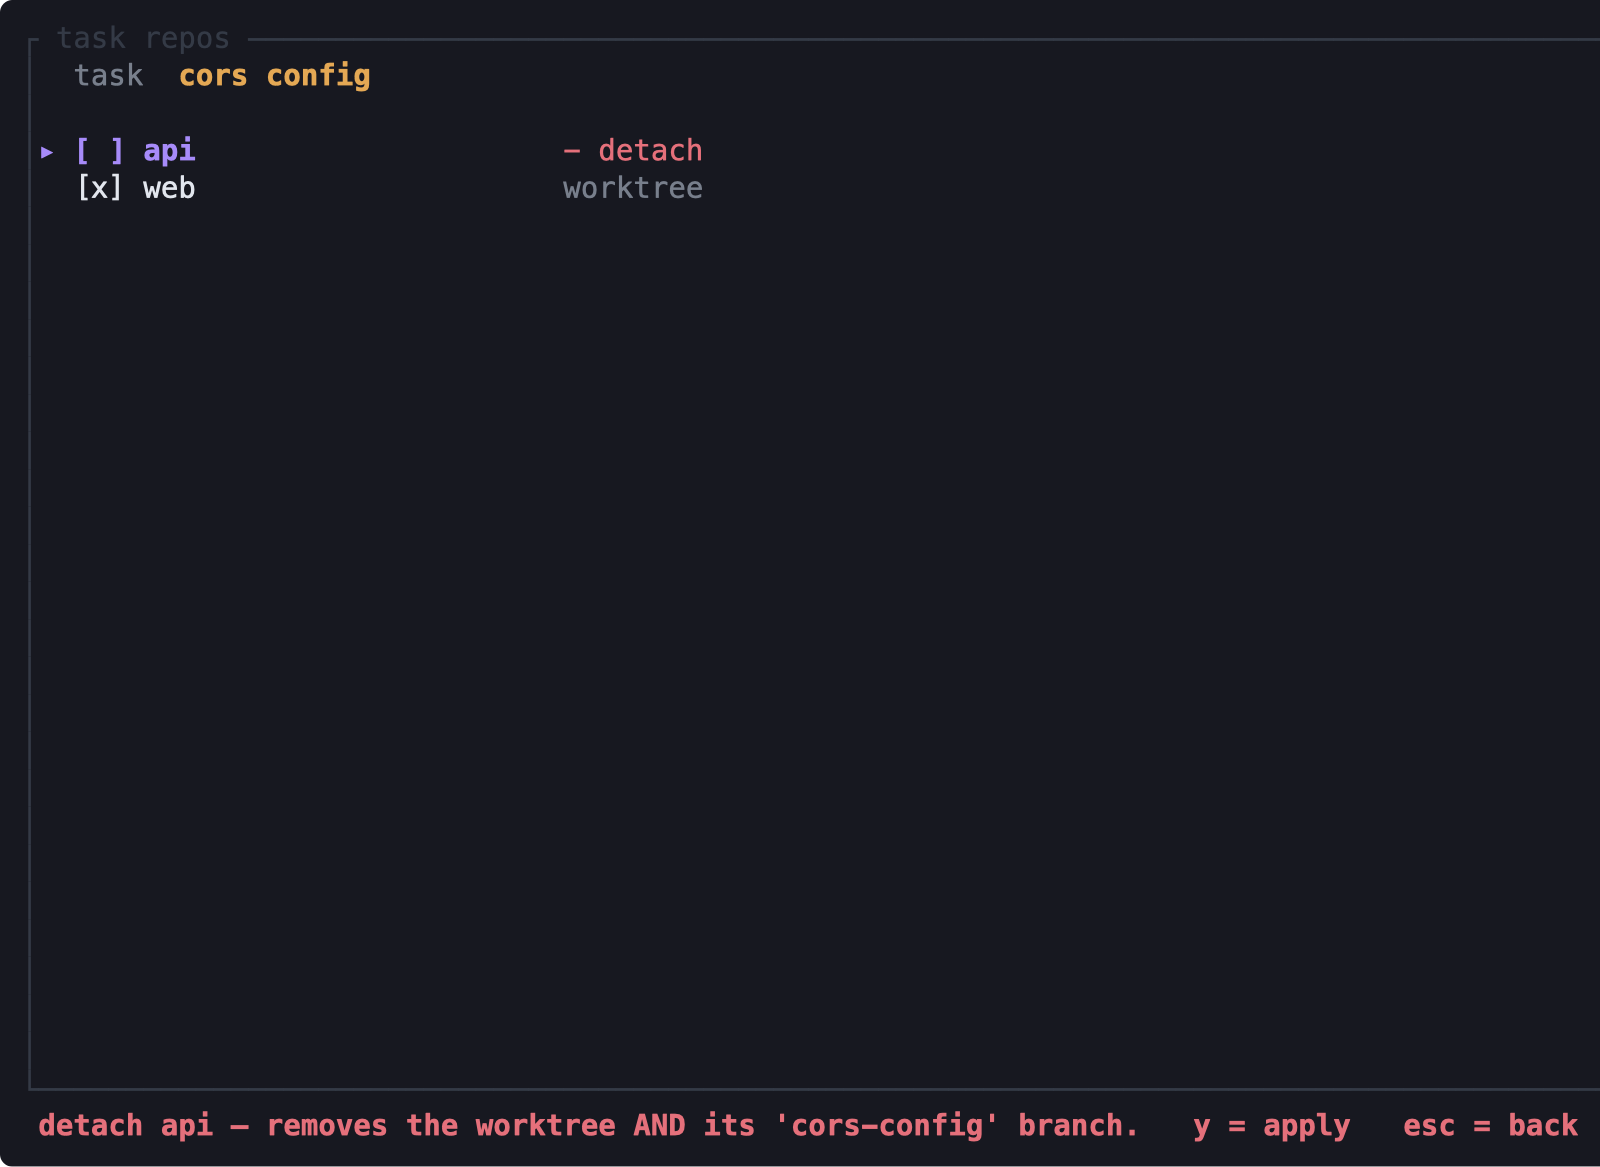 task repos
task  cors config
▸ [ ] api  − detach
[x] web  worktree
detach api — removes the worktree AND its 'cors-config' branch.   y = apply   esc = back